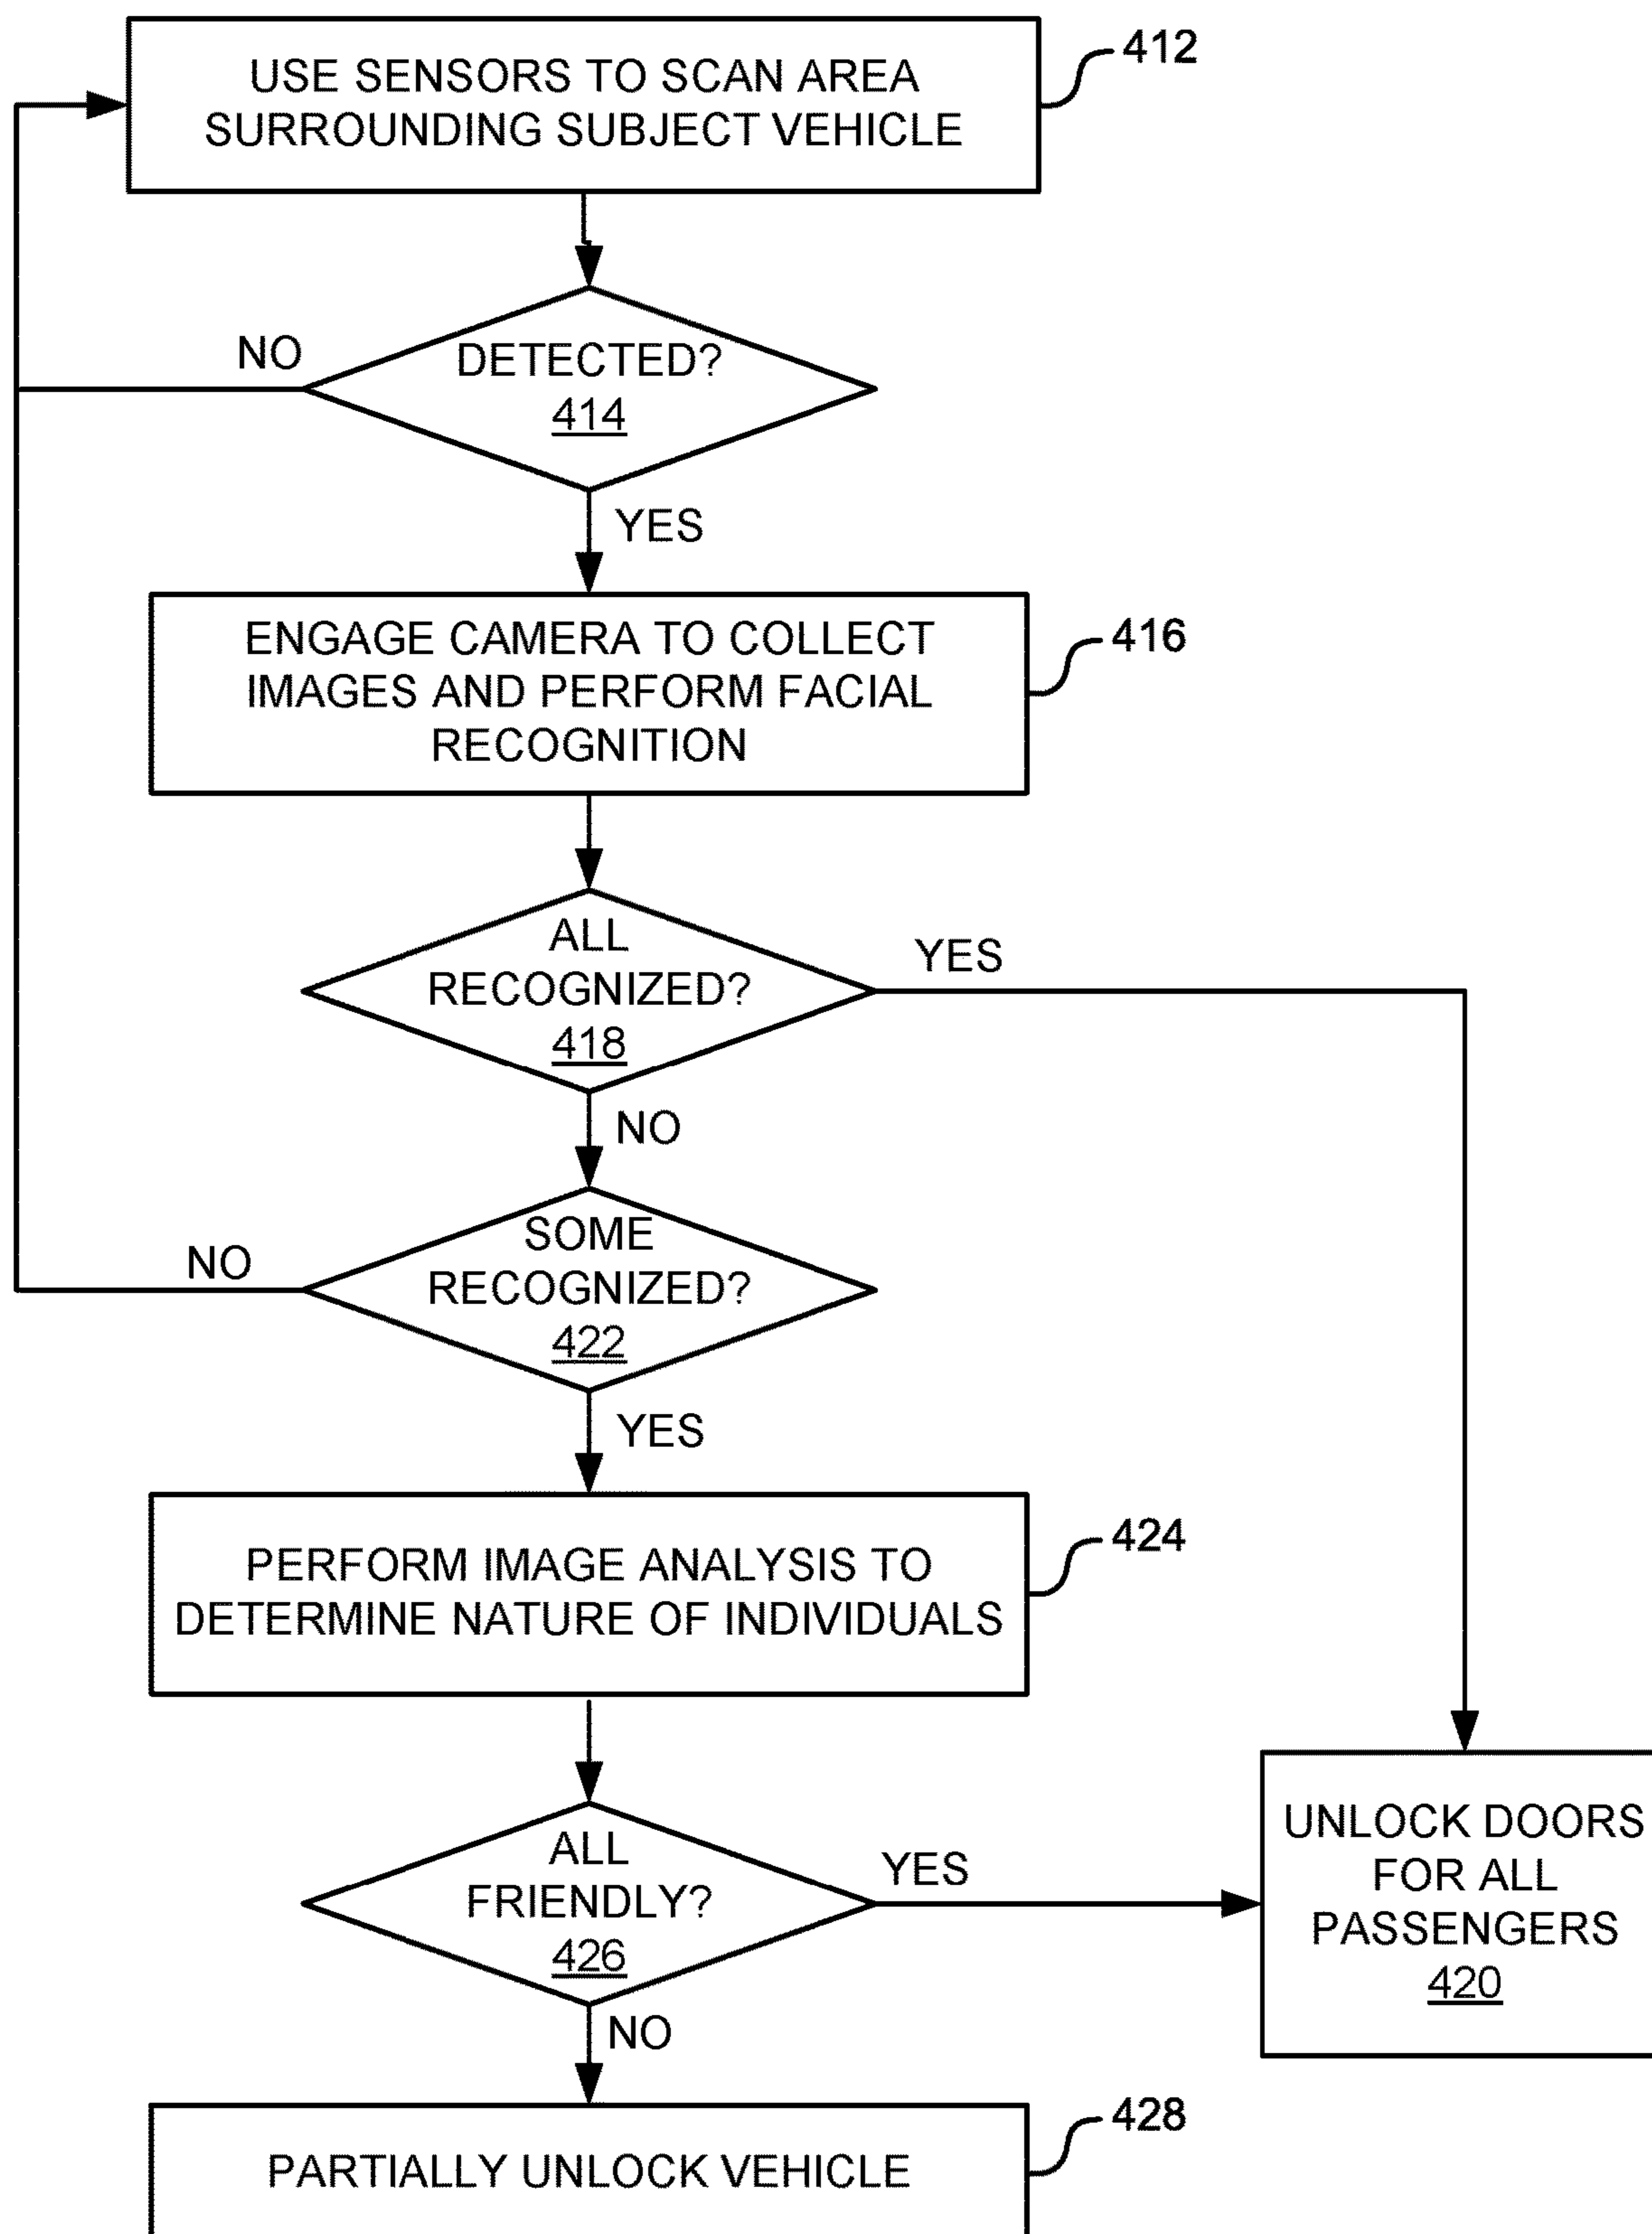 USE SENSORS TO SCAN AREA
SURROUNDING SUBJECT VEHICLE
412
DETECTED?
414
NO
YES
ENGAGE CAMERA TO COLLECT
IMAGES AND PERFORM FACIAL
RECOGNITION
416
ALL
RECOGNIZED?
418
YES
NO
SOME
RECOGNIZED?
422
NO
YES
PERFORM IMAGE ANALYSIS TO
DETERMINE NATURE OF INDIVIDUALS
424
ALL
FRIENDLY?
426
YES
UNLOCK DOORS
FOR ALL
PASSENGERS
420
NO
PARTIALLY UNLOCK VEHICLE
428